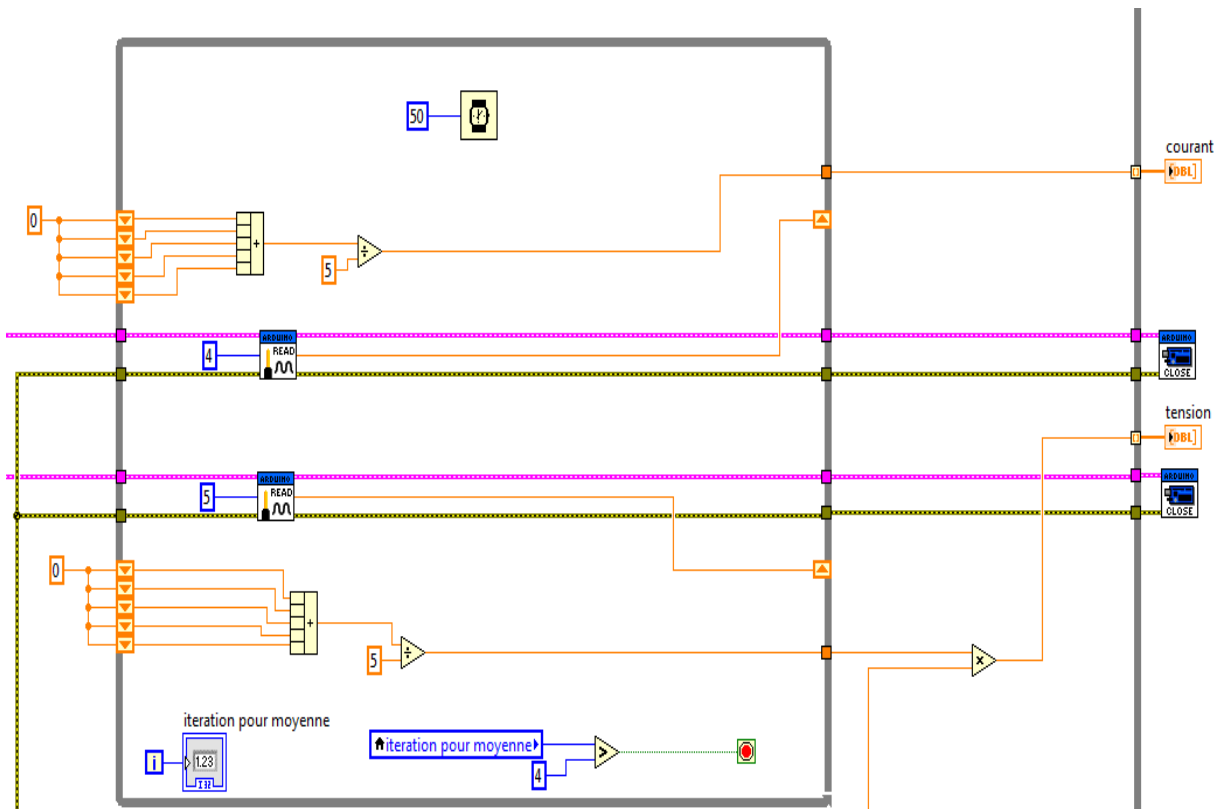 50
courant
DBL
0
+
÷
5
ARDUINO
READ
4
ARDUINO
CLOSE
tension
DBL
ARDUINO
READ
5
ARDUINO
CLOSE
0
+
÷
5
x
iteration pour moyenne
i
1.23
I32
iteration pour moyenne
>
4